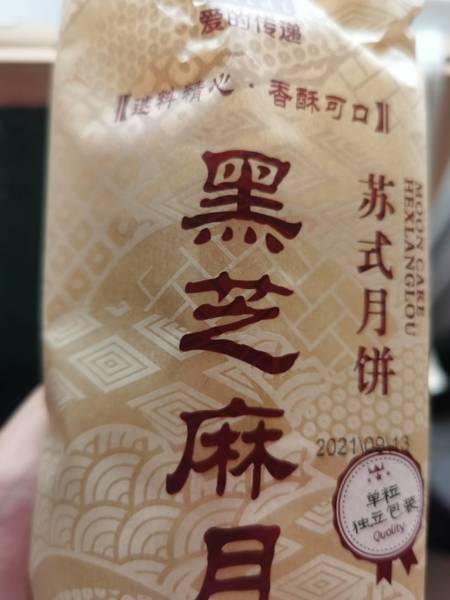 爱的传递
【选料精心·香酥可口】
黑芝麻月
苏式月饼
MOON CAKE
HEXIANGLOU
2021\09 13
单粒
独立包装
Quality